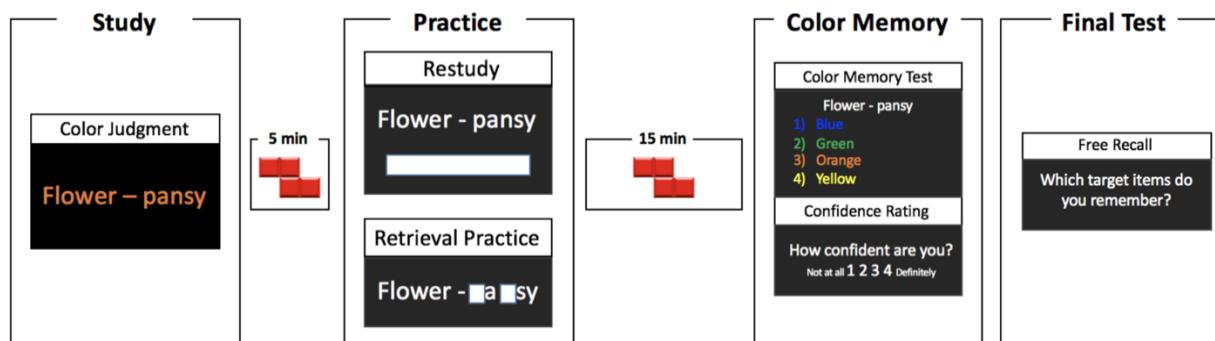 Study
Color Judgment
Flower – pansy
5 min
Practice
Restudy
Flower - pansy
Retrieval Practice
Flower - a sy
15 min
Color Memory
Color Memory Test
Flower - pansy
1) Blue
2) Green
3) Orange
4) Yellow
Confidence Rating
How confident are you?
Not at all 1 2 3 4 Definitely
Final Test
Free Recall
Which target items do
you remember?